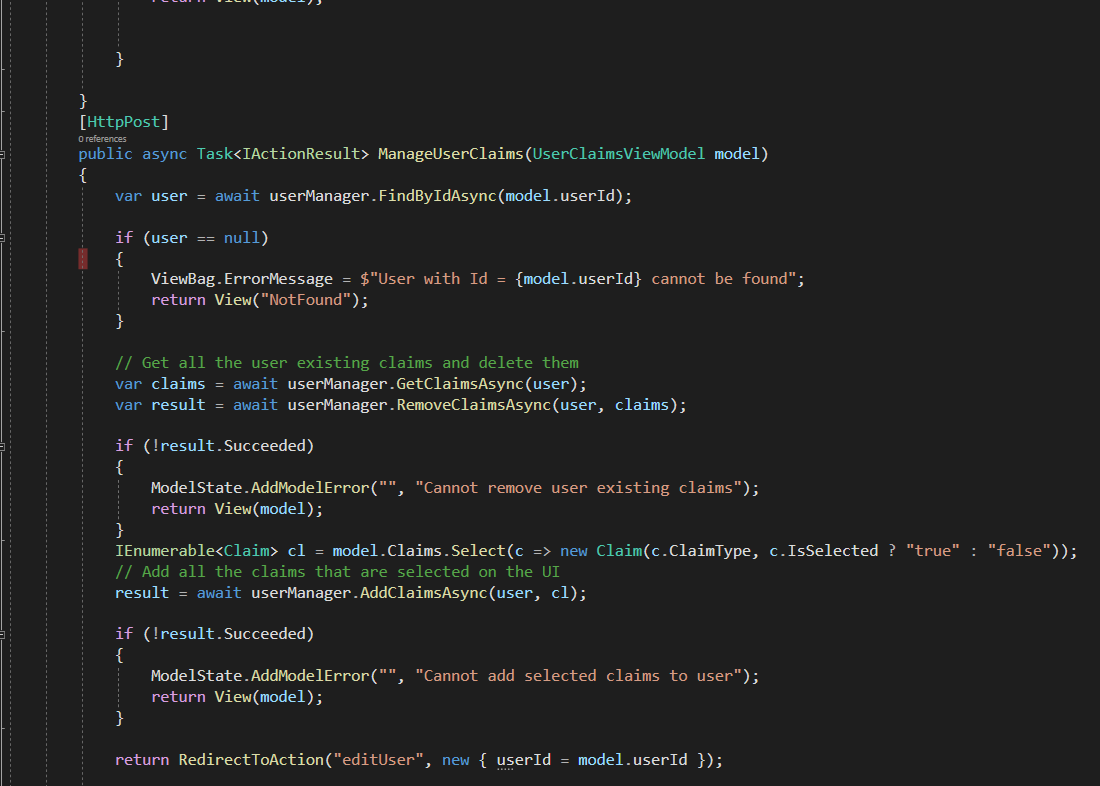 return View(model);
}
}
[HttpPost]
0 references
public async Task<IActionResult> ManageUserClaims(UserClaimsViewModel model)
{
var user = await userManager.FindByIdAsync(model.userId);
if (user == null)
{
ViewBag.ErrorMessage = $"User with Id = {model.userId} cannot be found";
return View("NotFound");
}
// Get all the user existing claims and delete them
var claims = await userManager.GetClaimsAsync(user);
var result = await userManager.RemoveClaimsAsync(user, claims);
if (!result.Succeeded)
{
ModelState.AddModelError("", "Cannot remove user existing claims");
return View(model);
}
IEnumerable<Claim> cl = model.Claims.Select(c => new Claim(c.ClaimType, c.IsSelected ? "true" : "false"));
// Add all the claims that are selected on the UI
result = await userManager.AddClaimsAsync(user, cl);
if (!result.Succeeded)
{
ModelState.AddModelError("", "Cannot add selected claims to user");
return View(model);
}
return RedirectToAction("editUser", new { userId = model.userId });